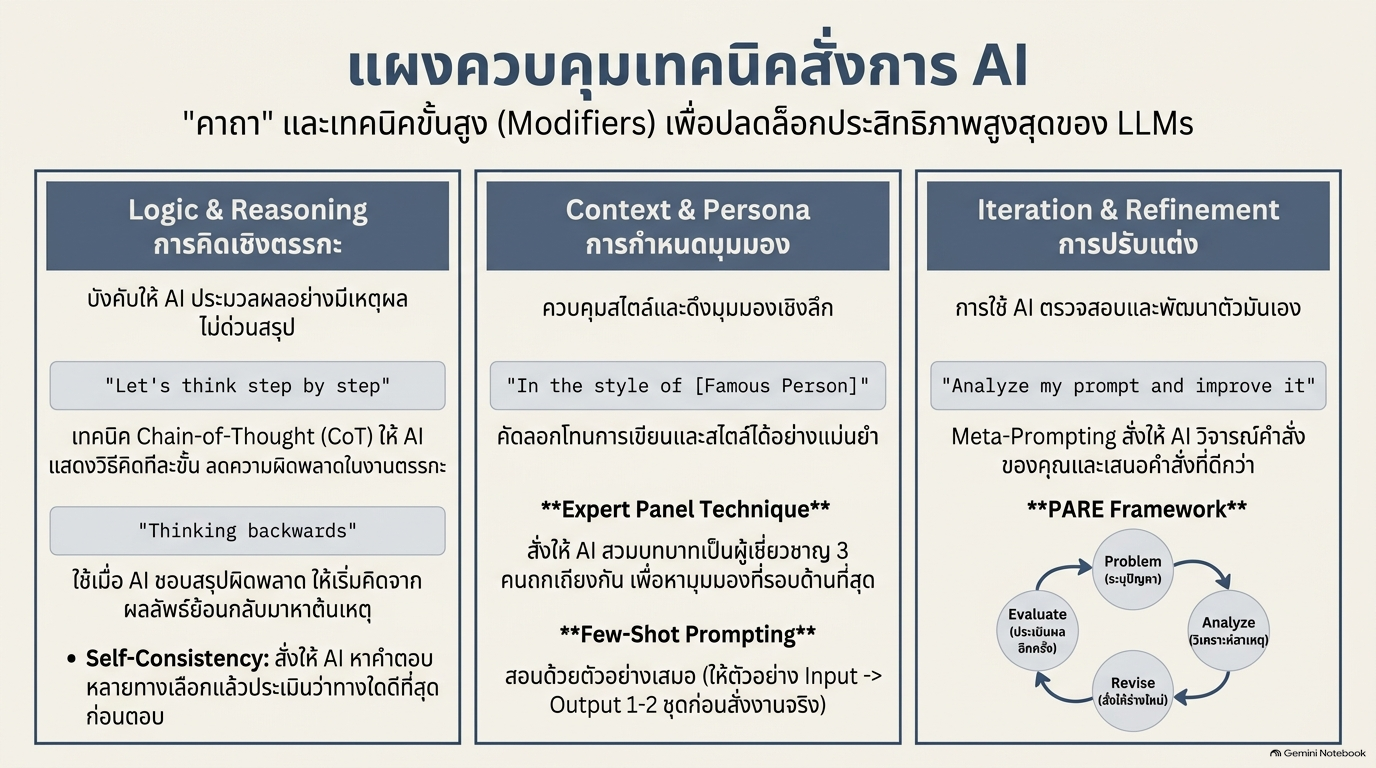 แผงควบคุมเทคนิคสั่งการ AI
"คาถา" และเทคนิคขั้นสูง (Modifiers) เพื่อปลดล็อกประสิทธิภาพสูงสุดของ LLMs
Logic & Reasoning
การคิดเชิงตรรกะ
บังคับให้ AI ประมวลผลอย่างมีเหตุผล
ไม่ด่วนสรุป
"Let's think step by step"
เทคนิค Chain-of-Thought (CoT) ให้ AI
แสดงวิธีคิดทีละขั้น ลดความผิดพลาดในงานตรรกะ
"Thinking backwards"
ใช้เมื่อ AI ชอบสรุปผิดพลาด ให้เริ่มคิดจาก
ผลลัพธ์ย้อนกลับมาหาต้นเหตุ
• Self-Consistency: สั่งให้ AI หาคำตอบ
หลายทางเลือกแล้วประเมินว่าทางใดดีที่สุด
ก่อนตอบ
Context & Persona
การกำหนดมุมมอง
ควบคุมสไตล์และดึงมุมมองเชิงลึก
"In the style of [Famous Person]"
คัดลอกโทนการเขียนและสไตล์ได้อย่างแม่นยำ
**Expert Panel Technique**
สั่งให้ AI สวมบทบาทเป็นผู้เชี่ยวชาญ 3
คนถกเถียงกัน เพื่อหามุมมองที่รอบด้านที่สุด
**Few-Shot Prompting**
สอนด้วยตัวอย่างเสมอ (ให้ตัวอย่าง Input ->
Output 1-2 ชุดก่อนสั่งงานจริง)
Iteration & Refinement
การปรับแต่ง
การใช้ AI ตรวจสอบและพัฒนาตัวมันเอง
"Analyze my prompt and improve it"
Meta-Prompting สั่งให้ AI วิจารณ์คำสั่ง
ของคุณและเสนอคำสั่งที่ดีกว่า
**PARE Framework**
Problem
(ระบุปัญหา)
Analyze
(วิเคราะห์สาเหตุ)
Revise
(สั่งให้ร่างใหม่)
Evaluate
(ประเมินผล
อีกครั้ง)
Gemini Notebook